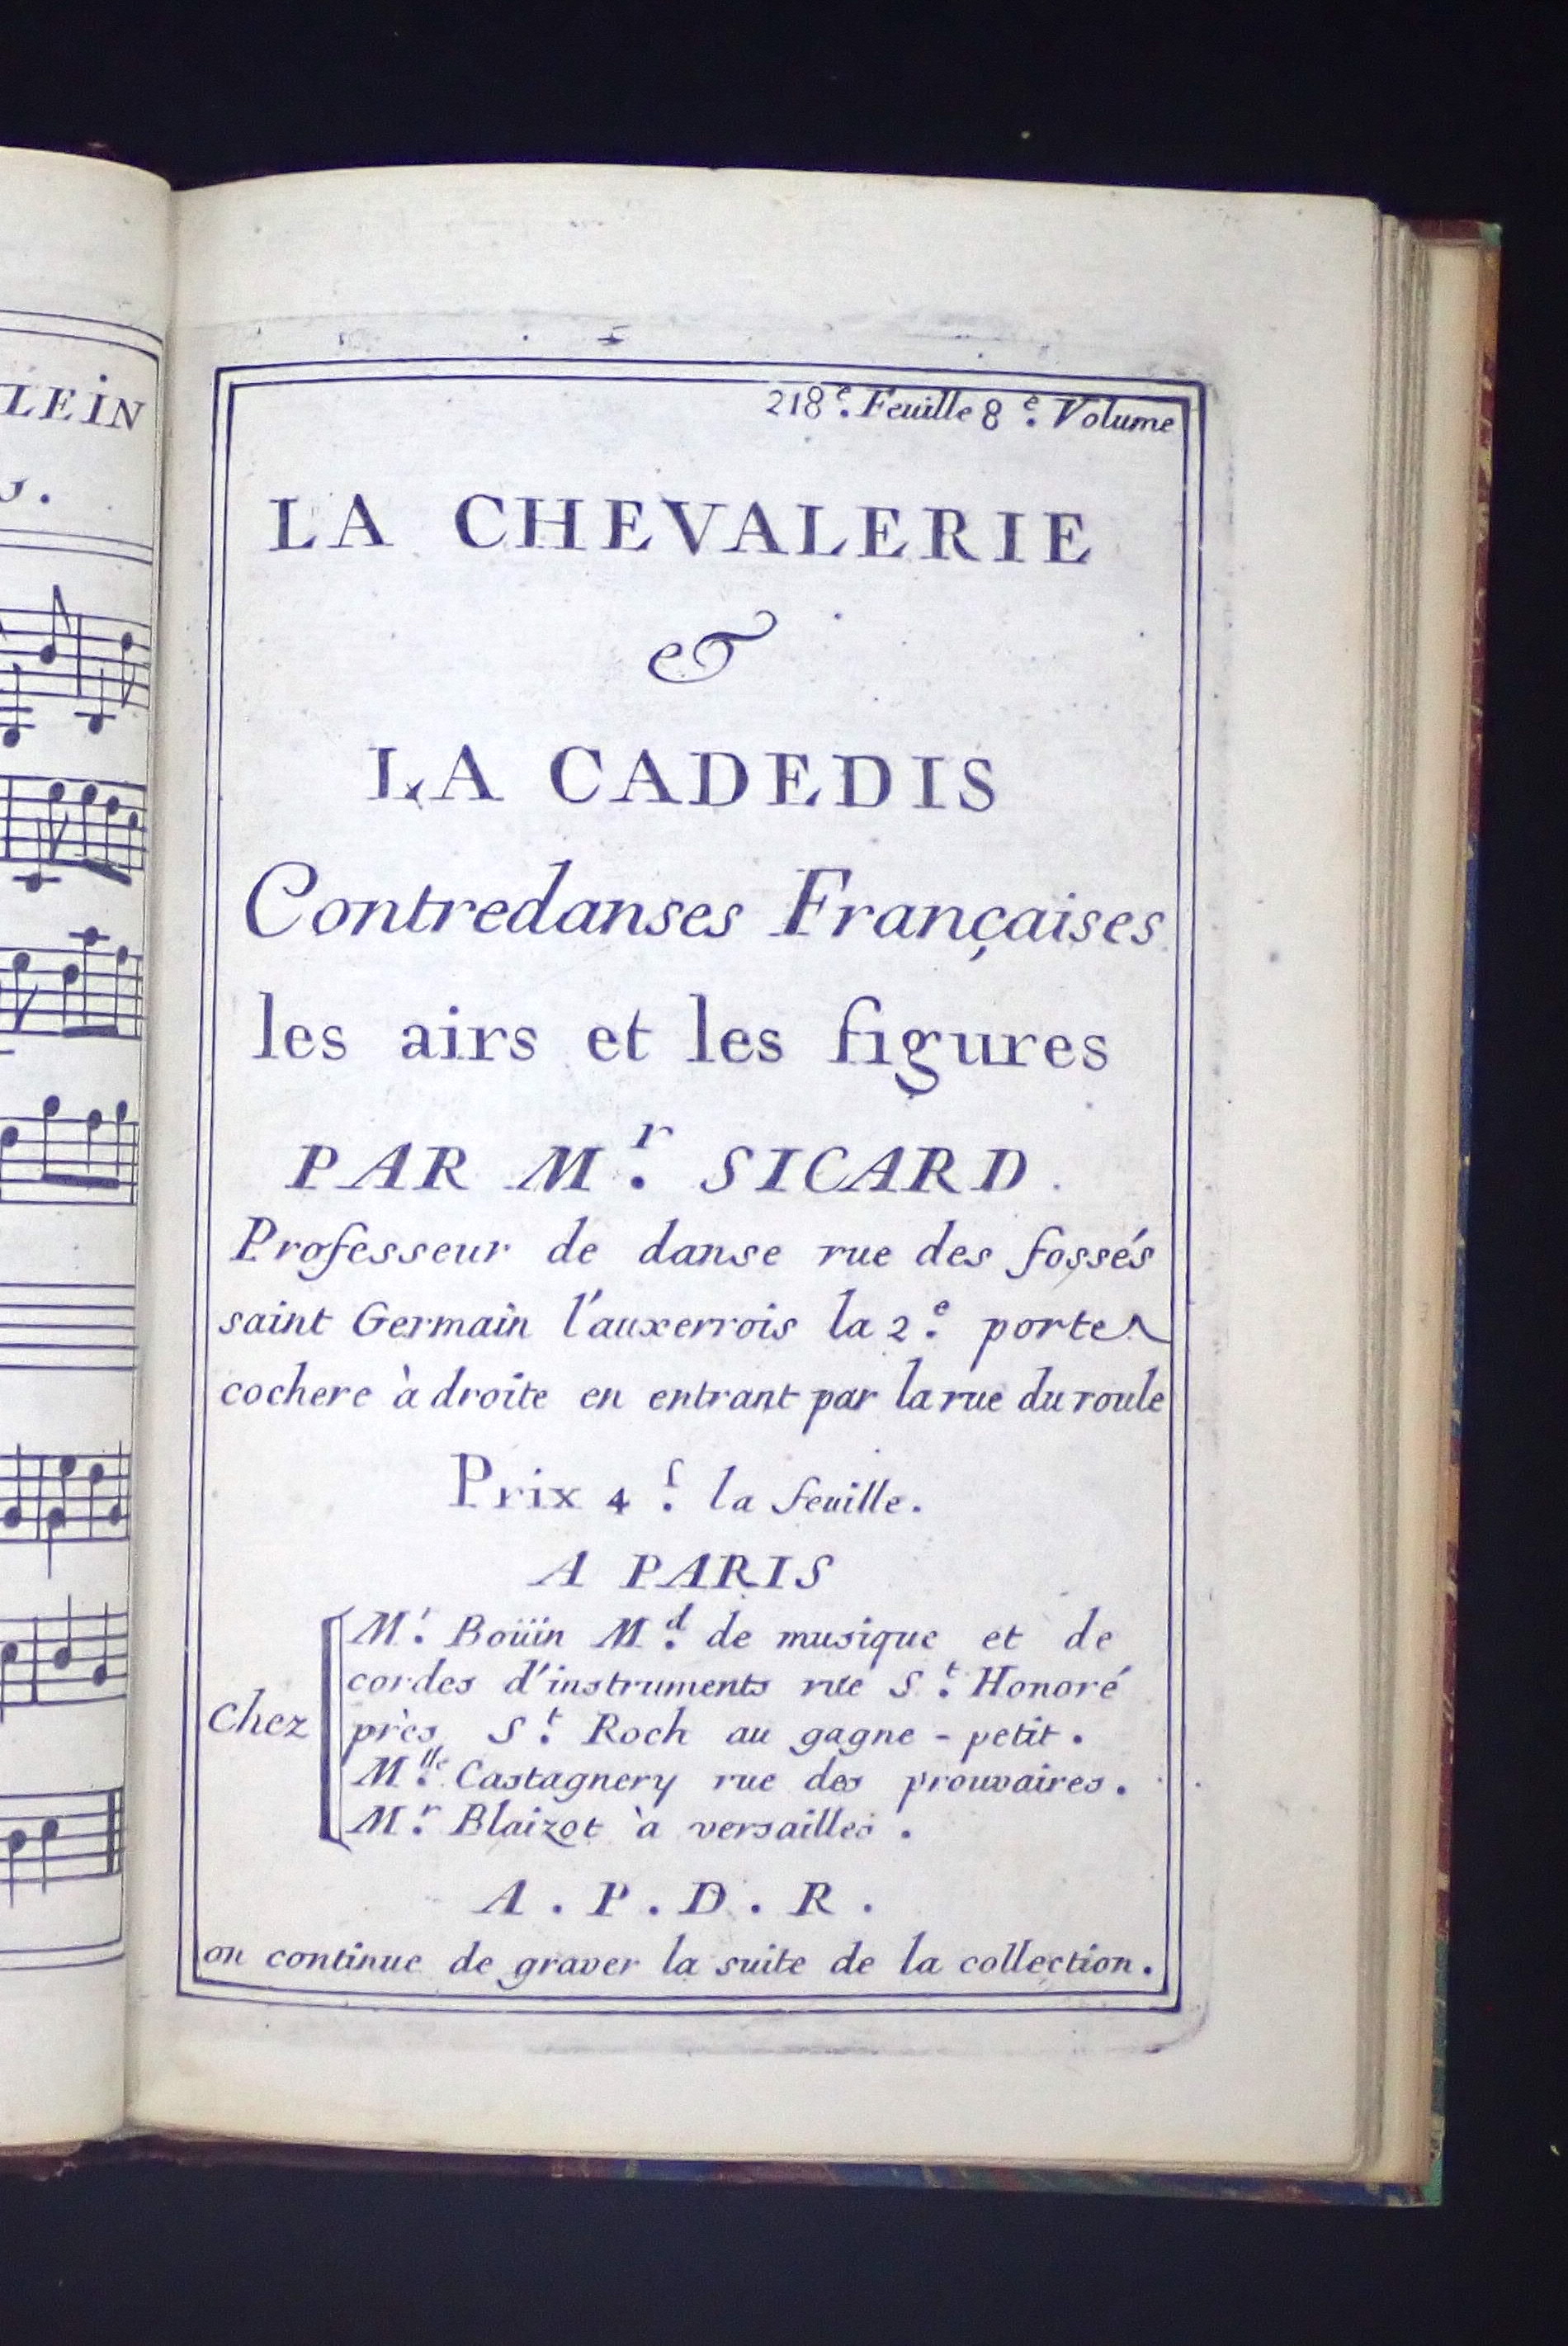 LEIN
218e. Feuille 8e. Volume
LA CHEVALERIE
&
LA CADEDIS
Contredanses Françaises
les airs et les figures
PAR Mr. SICARD.
Professeur de danse rue des fossés
saint Germain l'auxerrois la 2e. porte
cochere à droite en entrant par la rue du roule
Prix 4 s. la feuille.
A PARIS
chez
Mr. Boüin Md. de musique et de
cordes d'instruments rue St. Honoré
près St. Roch au gagne-petit.
Mlle. Castagnery rue des prouvaires.
Mr. Blaizot à versailles.
A.P.D.R.
on continue de graver la suite de la collection.